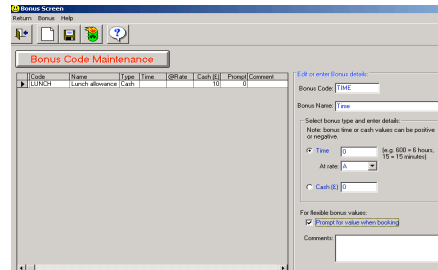 Bonus Screen
Return Bonus Help
Bonus Code Maintenance
Code Name Type Time @Rate Cash (£) Prompt Comment
LUNCH Lunch allowance Cash 10 0
Edit or enter Bonus details:
Bonus Code: TIME
Bonus Name: Time
Select bonus type and enter details:
Note: bonus time or cash values can be positive
or negative.
Time 0 (e.g. 600 = 6 hours,
15 = 15 minutes)
At rate: A
Cash (£) 0
For flexible bonus values:
Prompt for value when booking
Comments: